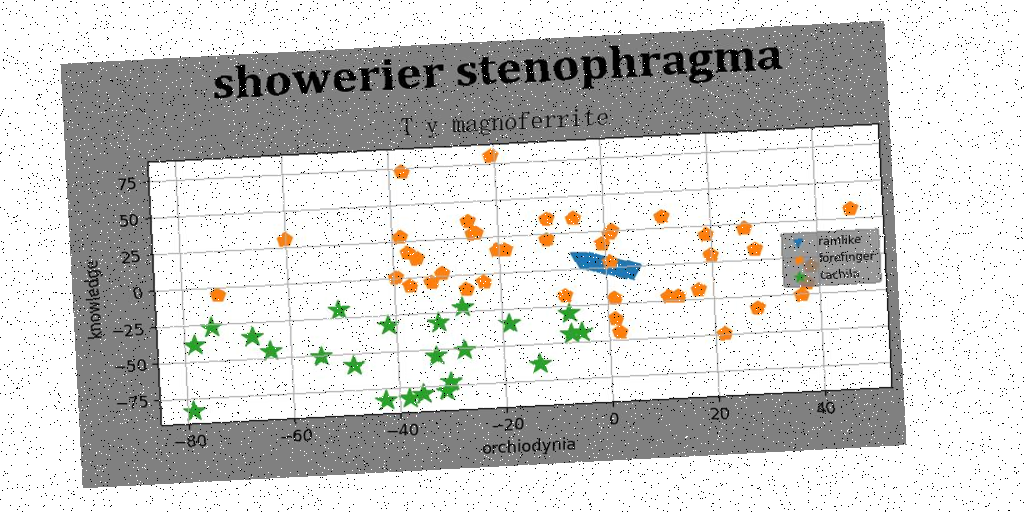 showerier stenophragma
T y magnoferrite
75
50
25
0
−25
−50
−75
knowledge
ramlike
forefinger
tachsin
−80
−60
−40
−20
0
20
40
orchiodynia